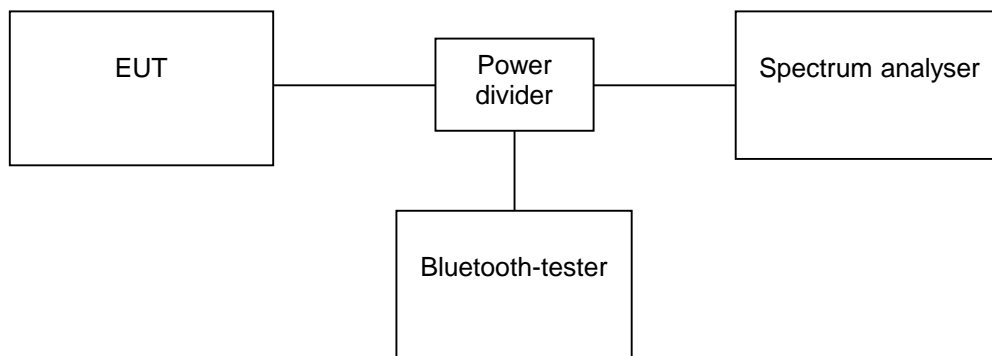 EUT
Power
divider
Spectrum analyser
Bluetooth-tester